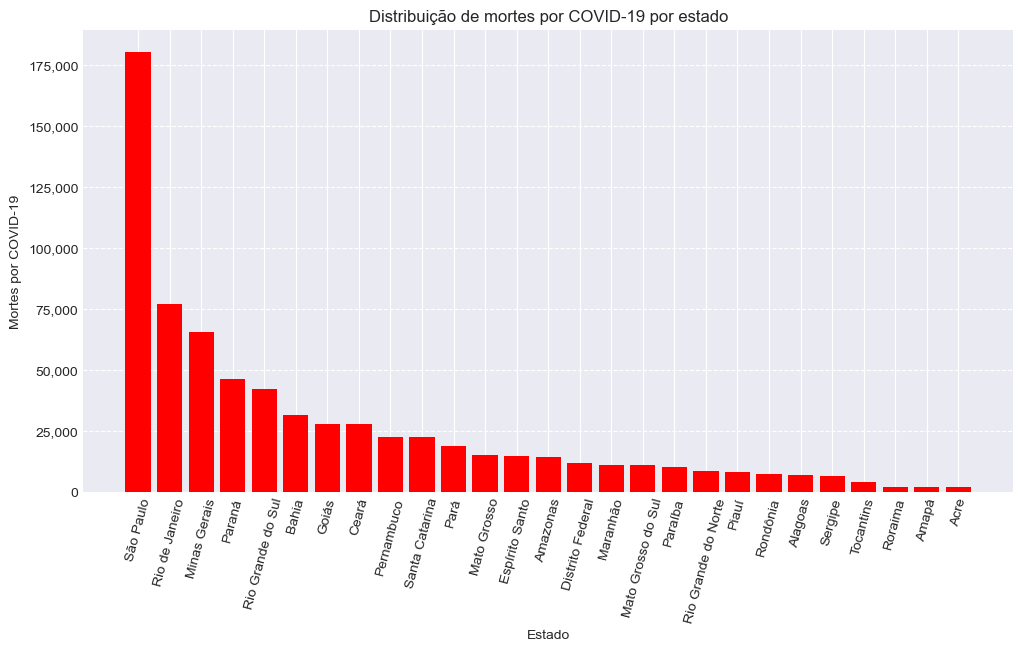 Distribuição de mortes por COVID-19 por estado
Mortes por COVID-19
175,000
150,000
125,000
100,000
75,000
50,000
25,000
0
São Paulo
Rio de Janeiro
Minas Gerais
Paraná
Rio Grande do Sul
Bahia
Goiás
Ceará
Pernambuco
Santa Catarina
Pará
Mato Grosso
Espírito Santo
Amazonas
Distrito Federal
Maranhão
Mato Grosso do Sul
Paraíba
Rio Grande do Norte
Piauí
Rondônia
Alagoas
Sergipe
Tocantins
Roraima
Amapá
Acre
Estado